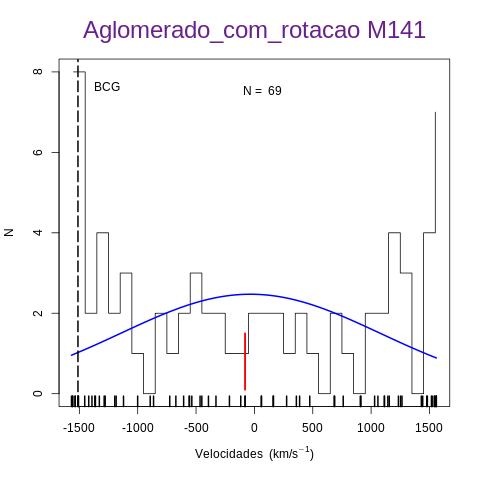 Aglomerado_com_rotacao M141
BCG
N = 69
N
8
6
4
2
0
-1500 -1000 -500 0 500 1000 1500
Velocidades (km/s⁻¹)